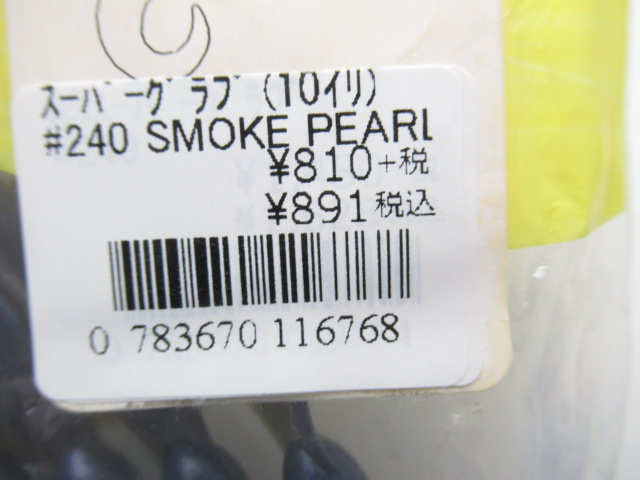 ｽｰﾊﾟｰｸﾞﾗﾌﾞ(10ｲﾘ)
#240 SMOKE PEARL
¥810+税
¥891税込
0 783670 116768